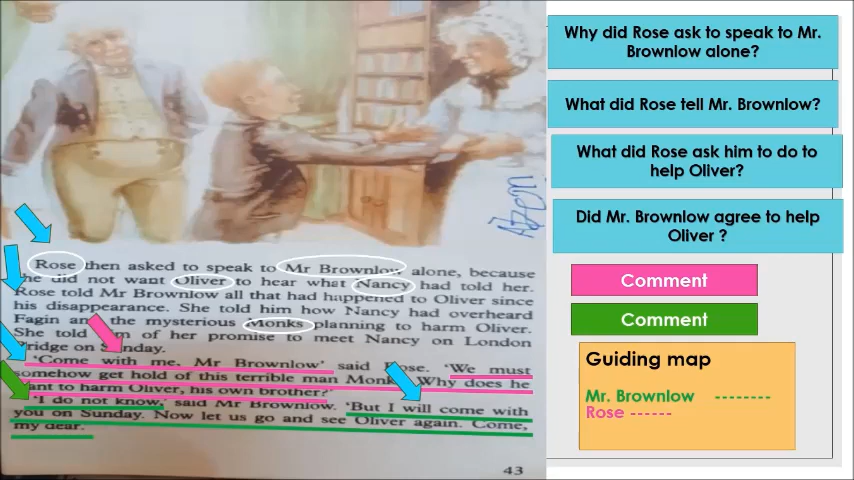 Rose then asked to speak to Mr Brownlow alone, because
she did not want Oliver to hear what Nancy had told her.
Rose told Mr Brownlow all that had happened to Oliver since
his disappearance. She told him how Nancy had overheard
Fagin and the mysterious Monks planning to harm Oliver.
She told him of her promise to meet Nancy on London
Bridge on Sunday.
'Come with me, Mr Brownlow' said Rose. 'We must
somehow get hold of this terrible man Monks. Why does he
want to harm Oliver, his own brother?'
'I do not know,' said Mr Brownlow. 'But I will come with
you on Sunday. Now let us go and see Oliver again. Come,
my dear.
43
Why did Rose ask to speak to Mr.
Brownlow alone?
What did Rose tell Mr. Brownlow?
What did Rose ask him to do to
help Oliver?
Did Mr. Brownlow agree to help
Oliver ?
Comment
Comment
Guiding map
Mr. Brownlow --------
Rose ------